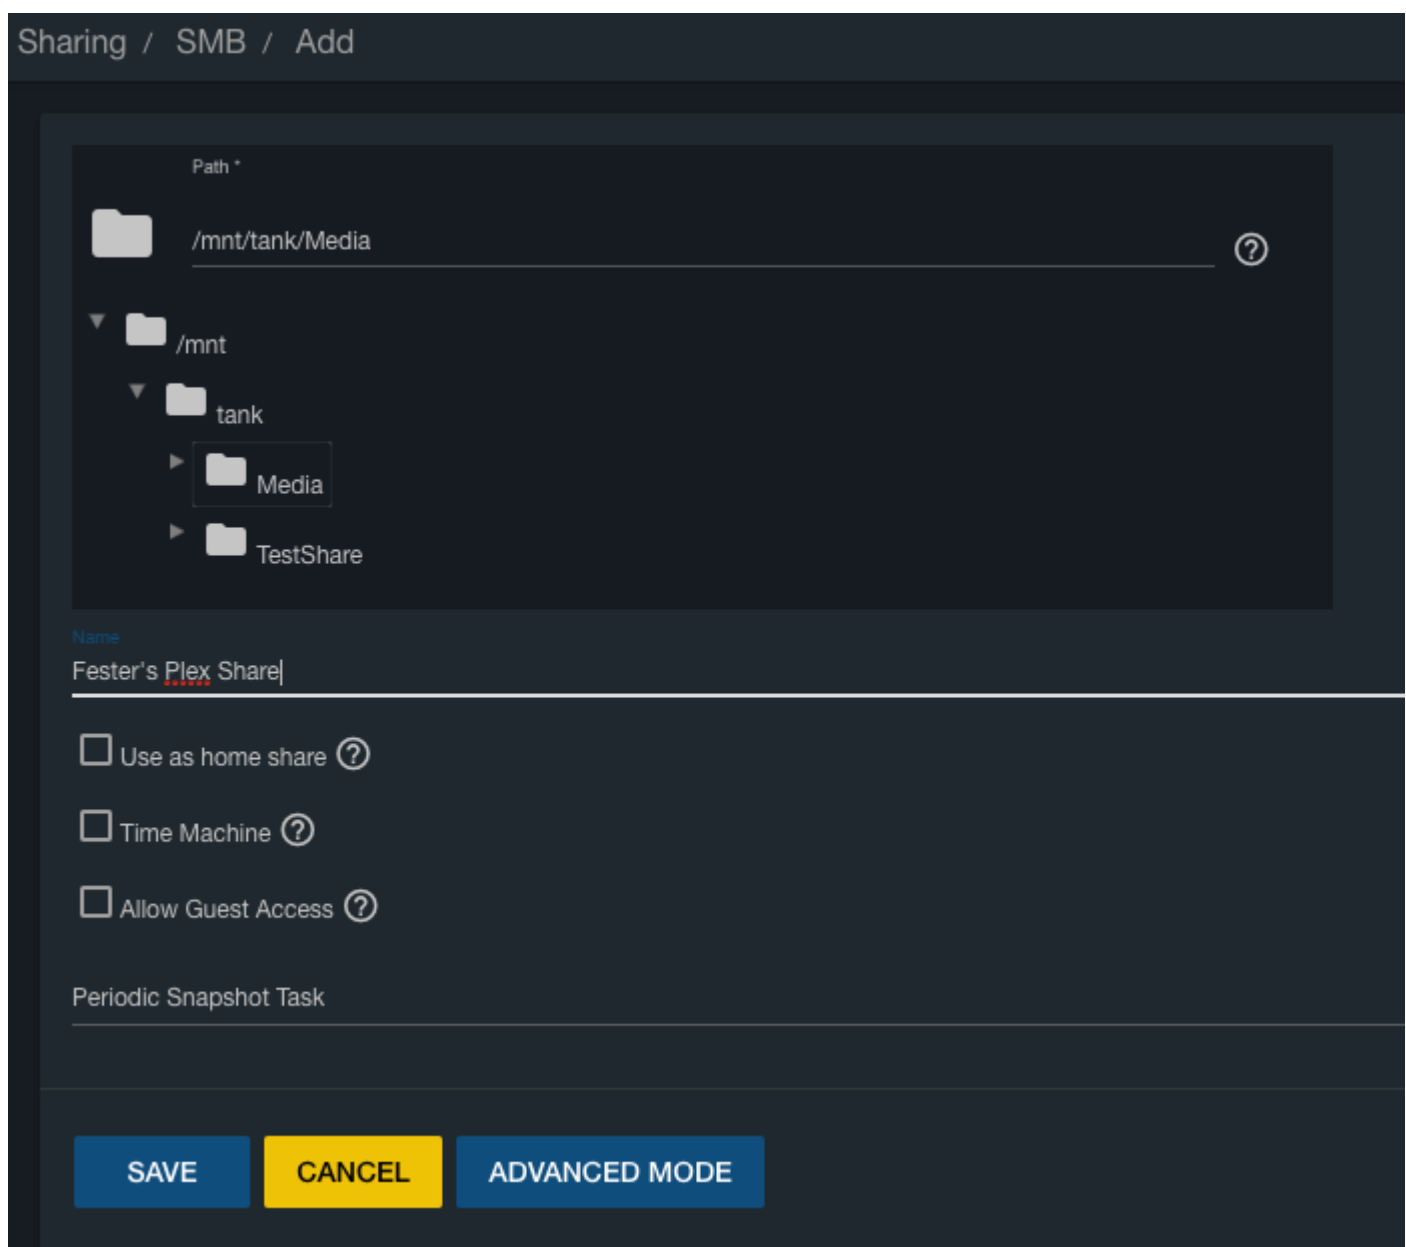 Sharing / SMB / Add
Path *
/mnt/tank/Media
/mnt
tank
Media
TestShare
Name
Fester's Plex Share
Use as home share
Time Machine
Allow Guest Access
Periodic Snapshot Task
SAVE CANCEL ADVANCED MODE